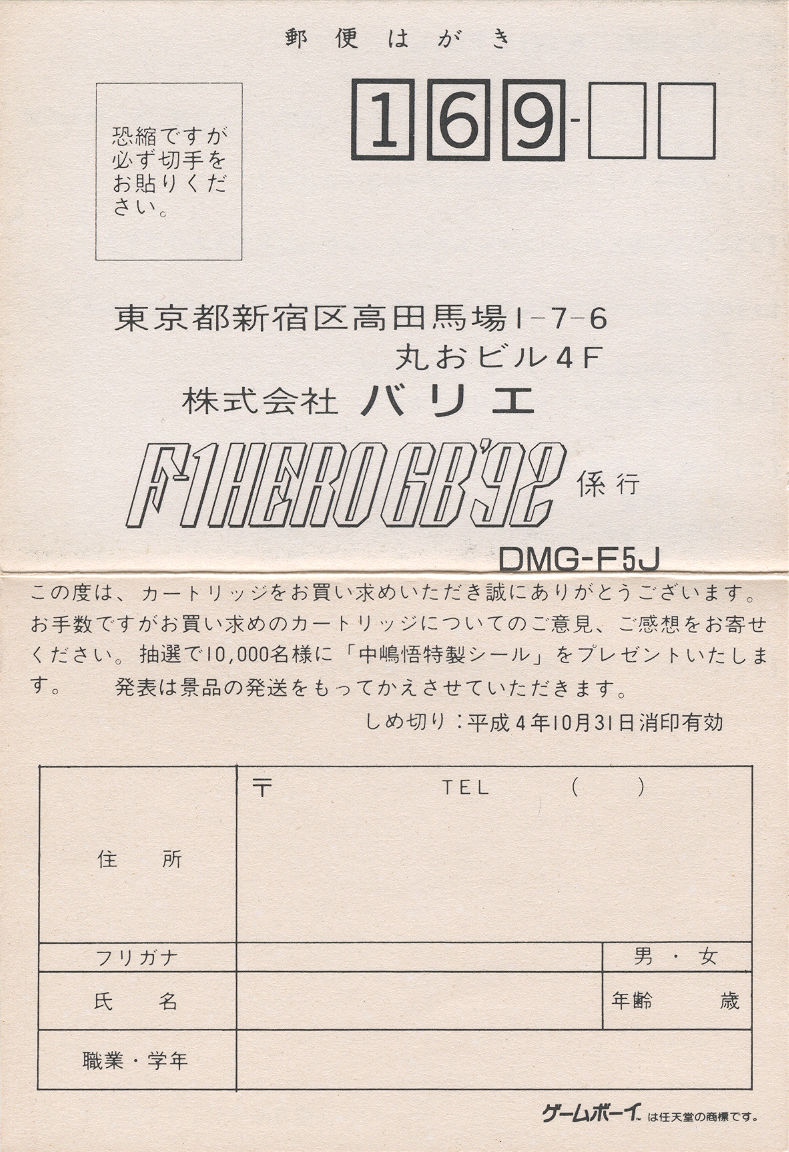 郵便はがき
169-
恐縮ですが
必ず切手を
お貼りくだ
さい。
東京都新宿区高田馬場1-7-6
丸おビル4F
株式会社 バリエ
F-1HERO GB'92 係行
DMG-F5J
この度は、カートリッジをお買い求めいただき誠にありがとうございます。
お手数ですがお買い求めのカートリッジについてのご意見、ご感想をお寄せ
ください。抽選で10,000名様に「中嶋悟特製シール」をプレゼントいたしま
す。 発表は景品の発送をもってかえさせていただきます。
しめ切り:平成4年10月31日消印有効
〒 TEL ( )
住 所
フリガナ 男・女
氏 名 年齢 歳
職業・学年
ゲームボーイ™は任天堂の商標です。